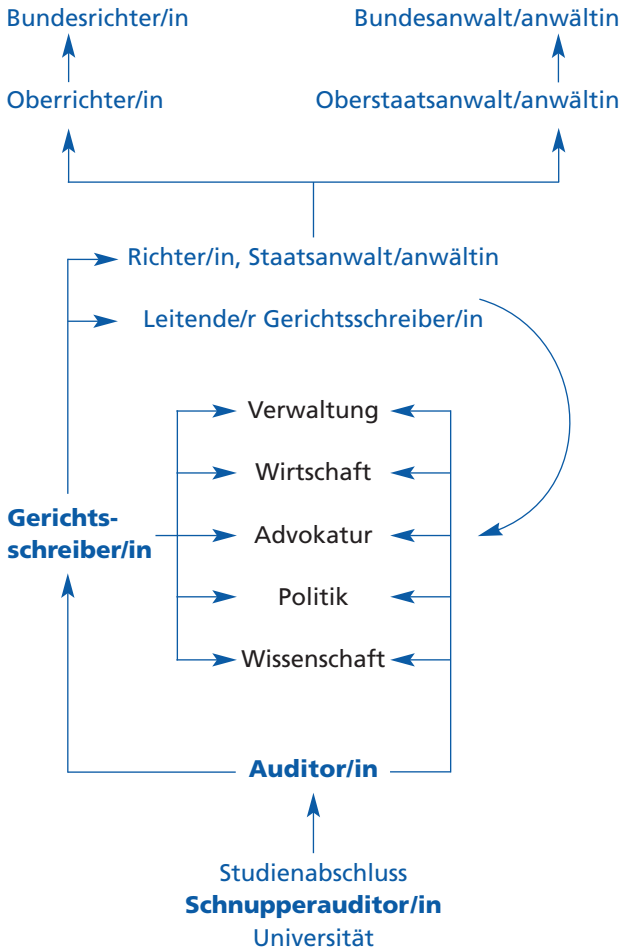 Bundesrichter/in
Bundesanwalt/anwältin
Oberrichter/in
Oberstaatsanwalt/anwältin
Richter/in, Staatsanwalt/anwältin
Leitende/r Gerichtsschreiber/in
Verwaltung
Wirtschaft
Gerichts-
schreiber/in
Advokatur
Politik
Wissenschaft
Auditor/in
Studienabschluss
Schnupperauditor/in
Universität